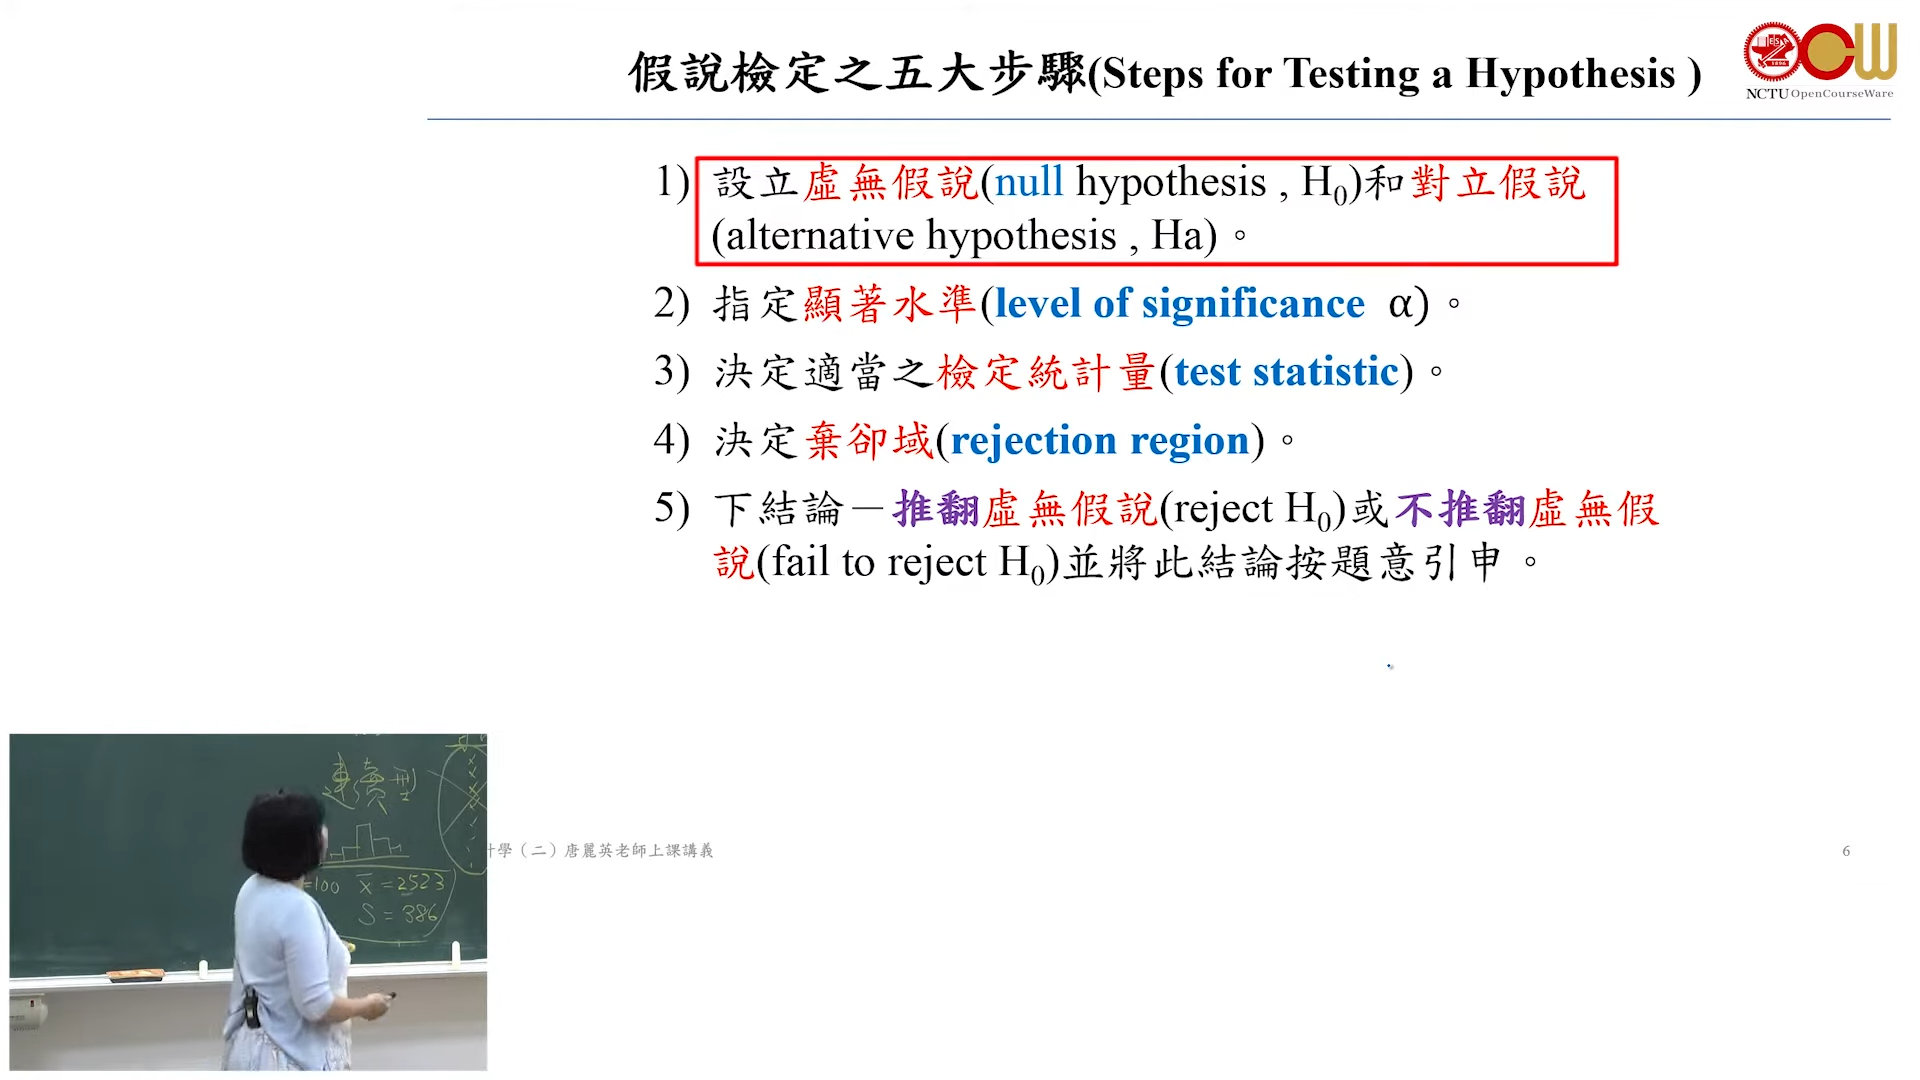 假說檢定之五大步驟(Steps for Testing a Hypothesis )
NCTU OpenCourseWare
1) 設立虛無假說(null hypothesis , H₀)和對立假說
(alternative hypothesis , Ha)。
2) 指定顯著水準(level of significance α)。
3) 決定適當之檢定統計量(test statistic)。
4) 決定棄卻域(rejection region)。
5) 下結論－推翻虛無假說(reject H₀)或不推翻虛無假
說(fail to reject H₀)並將此結論按題意引申。
連續型
=100 x̄ = 2523
S = 386
學（二）唐麗英老師上課講義
6